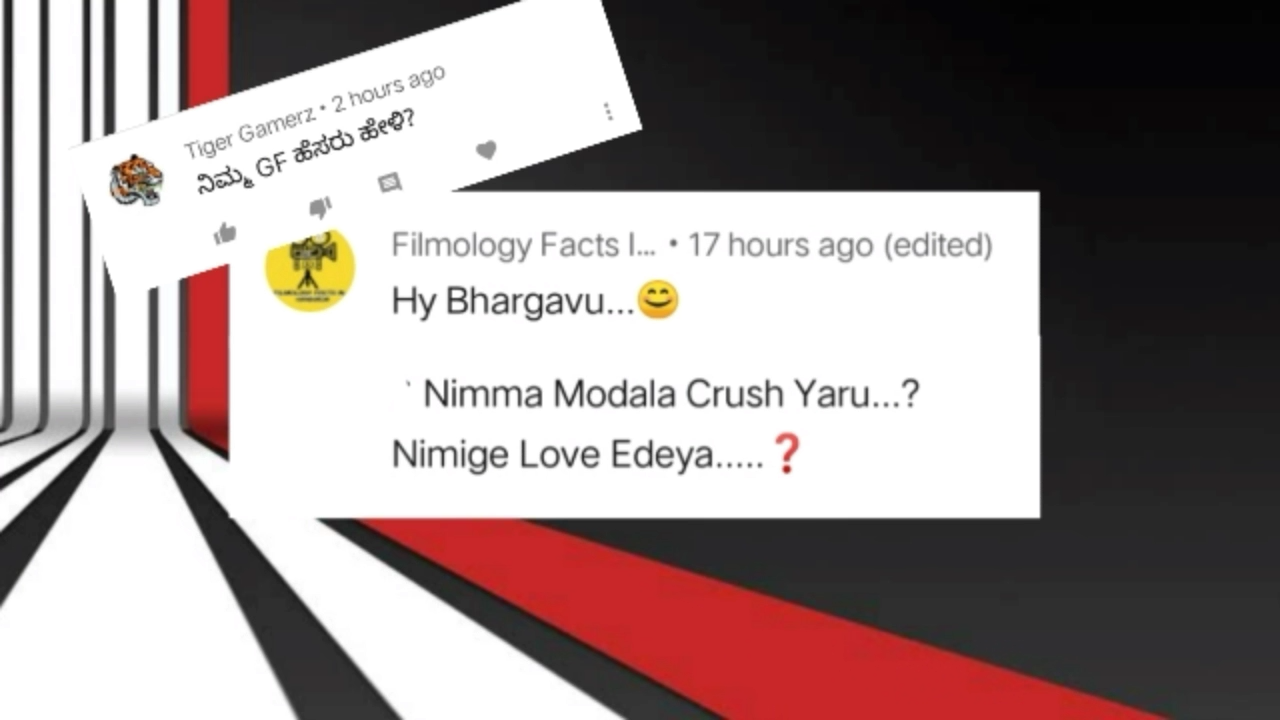 Tiger Gamerz • 2 hours ago
ನಿಮ್ಮ GF ಹೆಸರು ಹೇಳಿ?
Filmology Facts I... • 17 hours ago (edited)
Hy Bhargavu...😊
` Nimma Modala Crush Yaru...?
Nimige Love Edeya.....❓